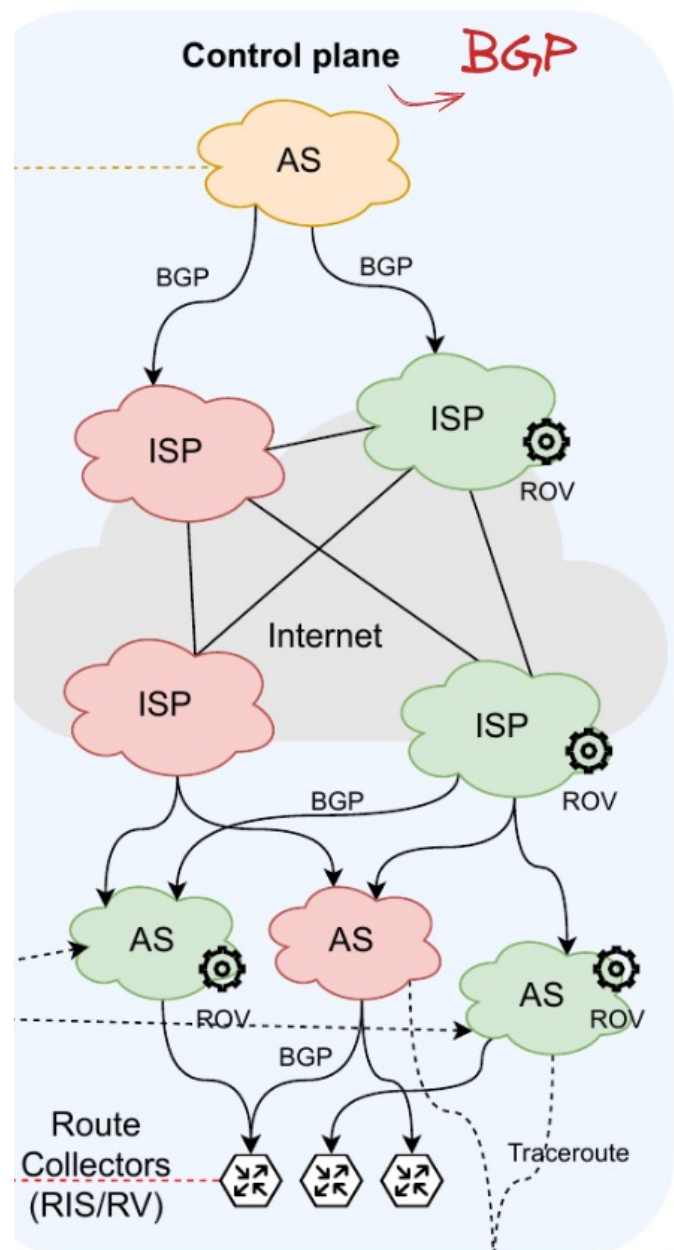 Control plane
BGP
AS
BGP
BGP
ISP
ISP
ROV
Internet
ISP
ISP
ROV
BGP
AS
ROV
AS
AS
ROV
BGP
Route
Collectors
(RIS/RV)
Traceroute